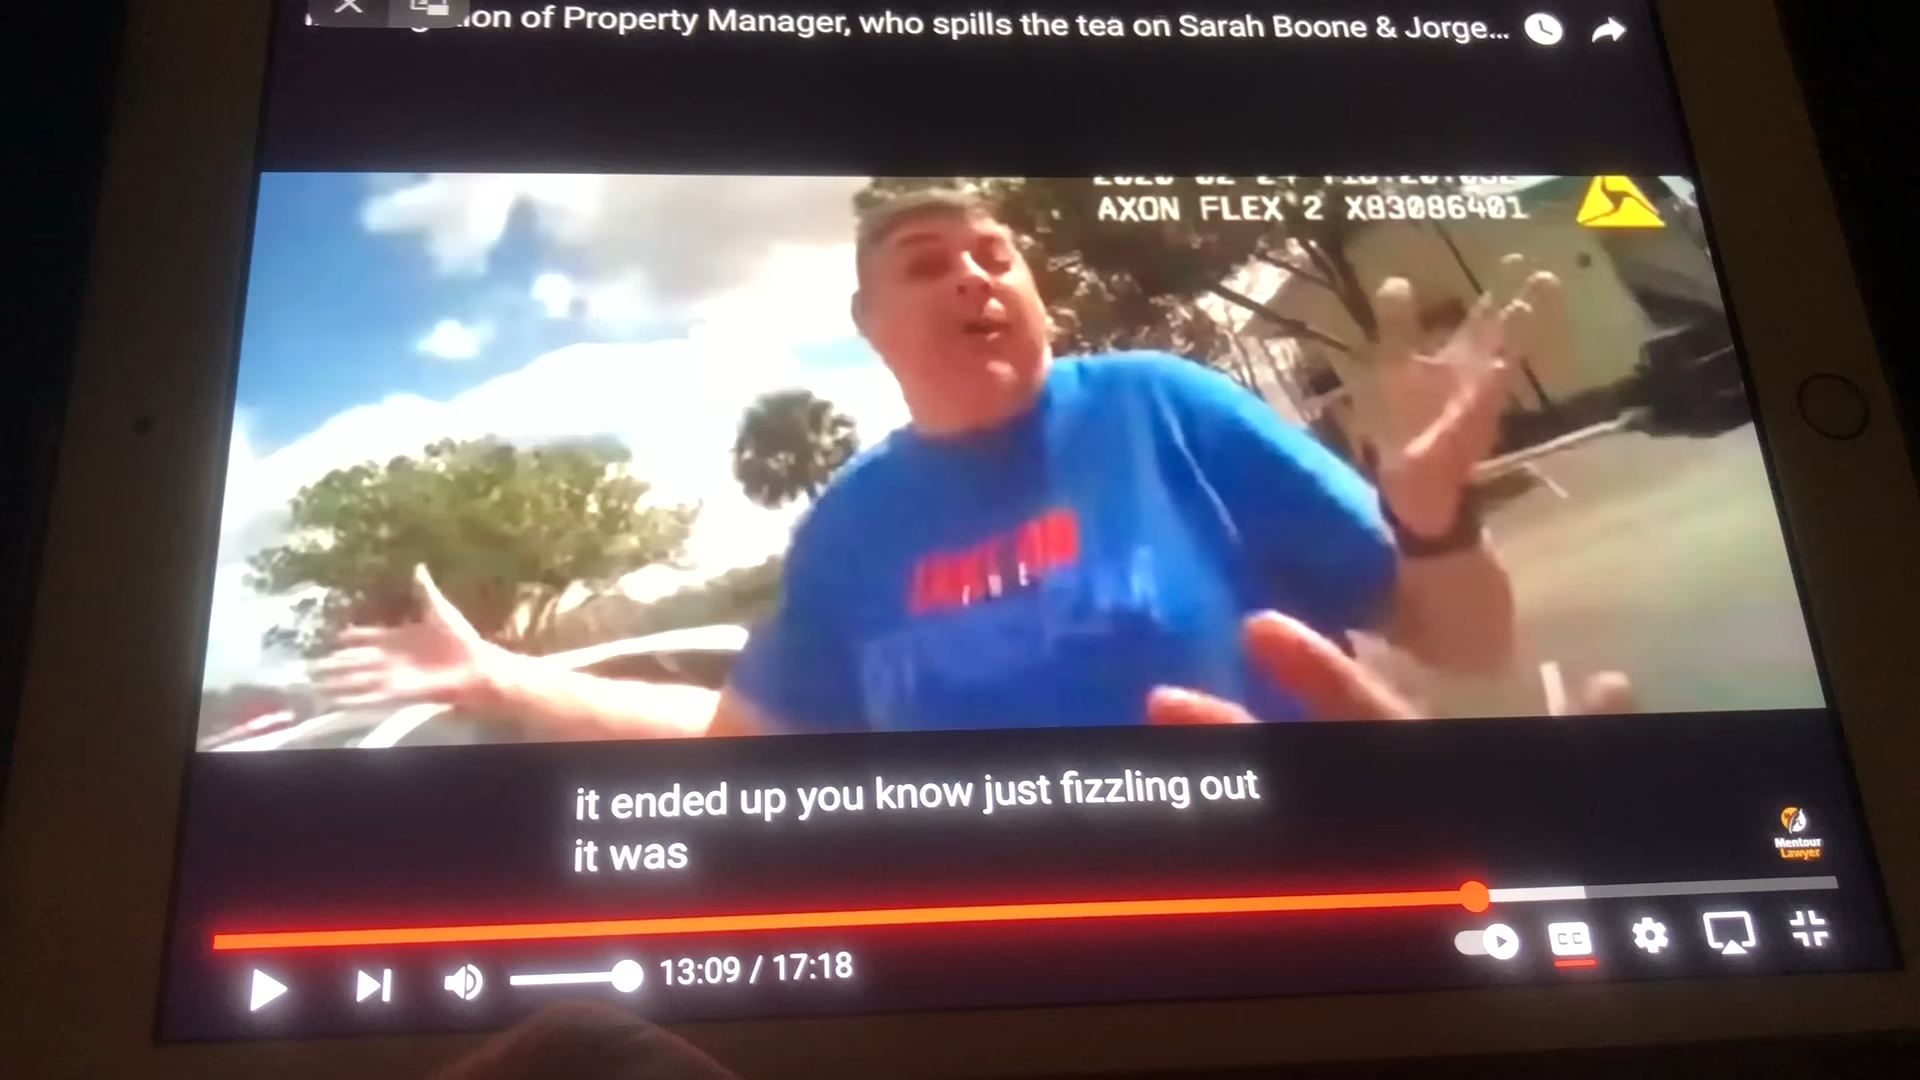 of Property Manager, who spills the tea on Sarah Boone & Jorge...
AXON FLEX 2 X83086401
it ended up you know just fizzling out
it was
Mentour
Lawyer
13:09 / 17:18
CC